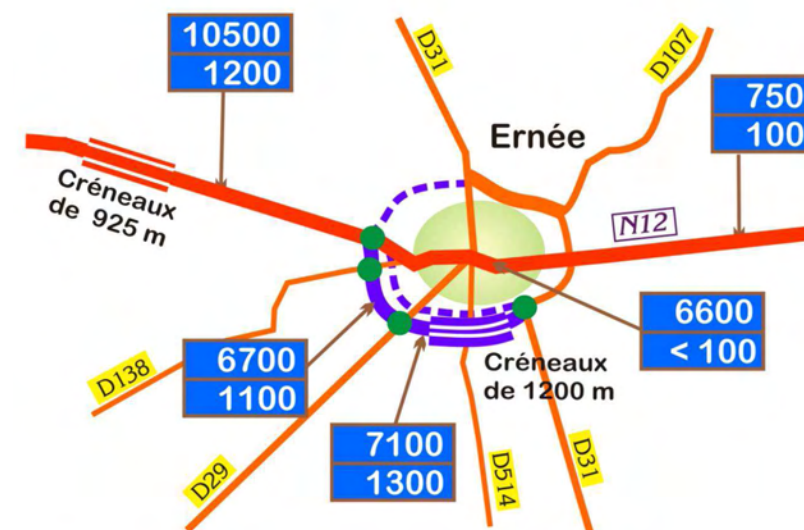 10500
1200
D31
D107
750
100
Ernée
Créneaux
de 925 m
N12
6600
< 100
D138
6700
1100
Créneaux
de 1200 m
7100
1300
D29
D514
D31